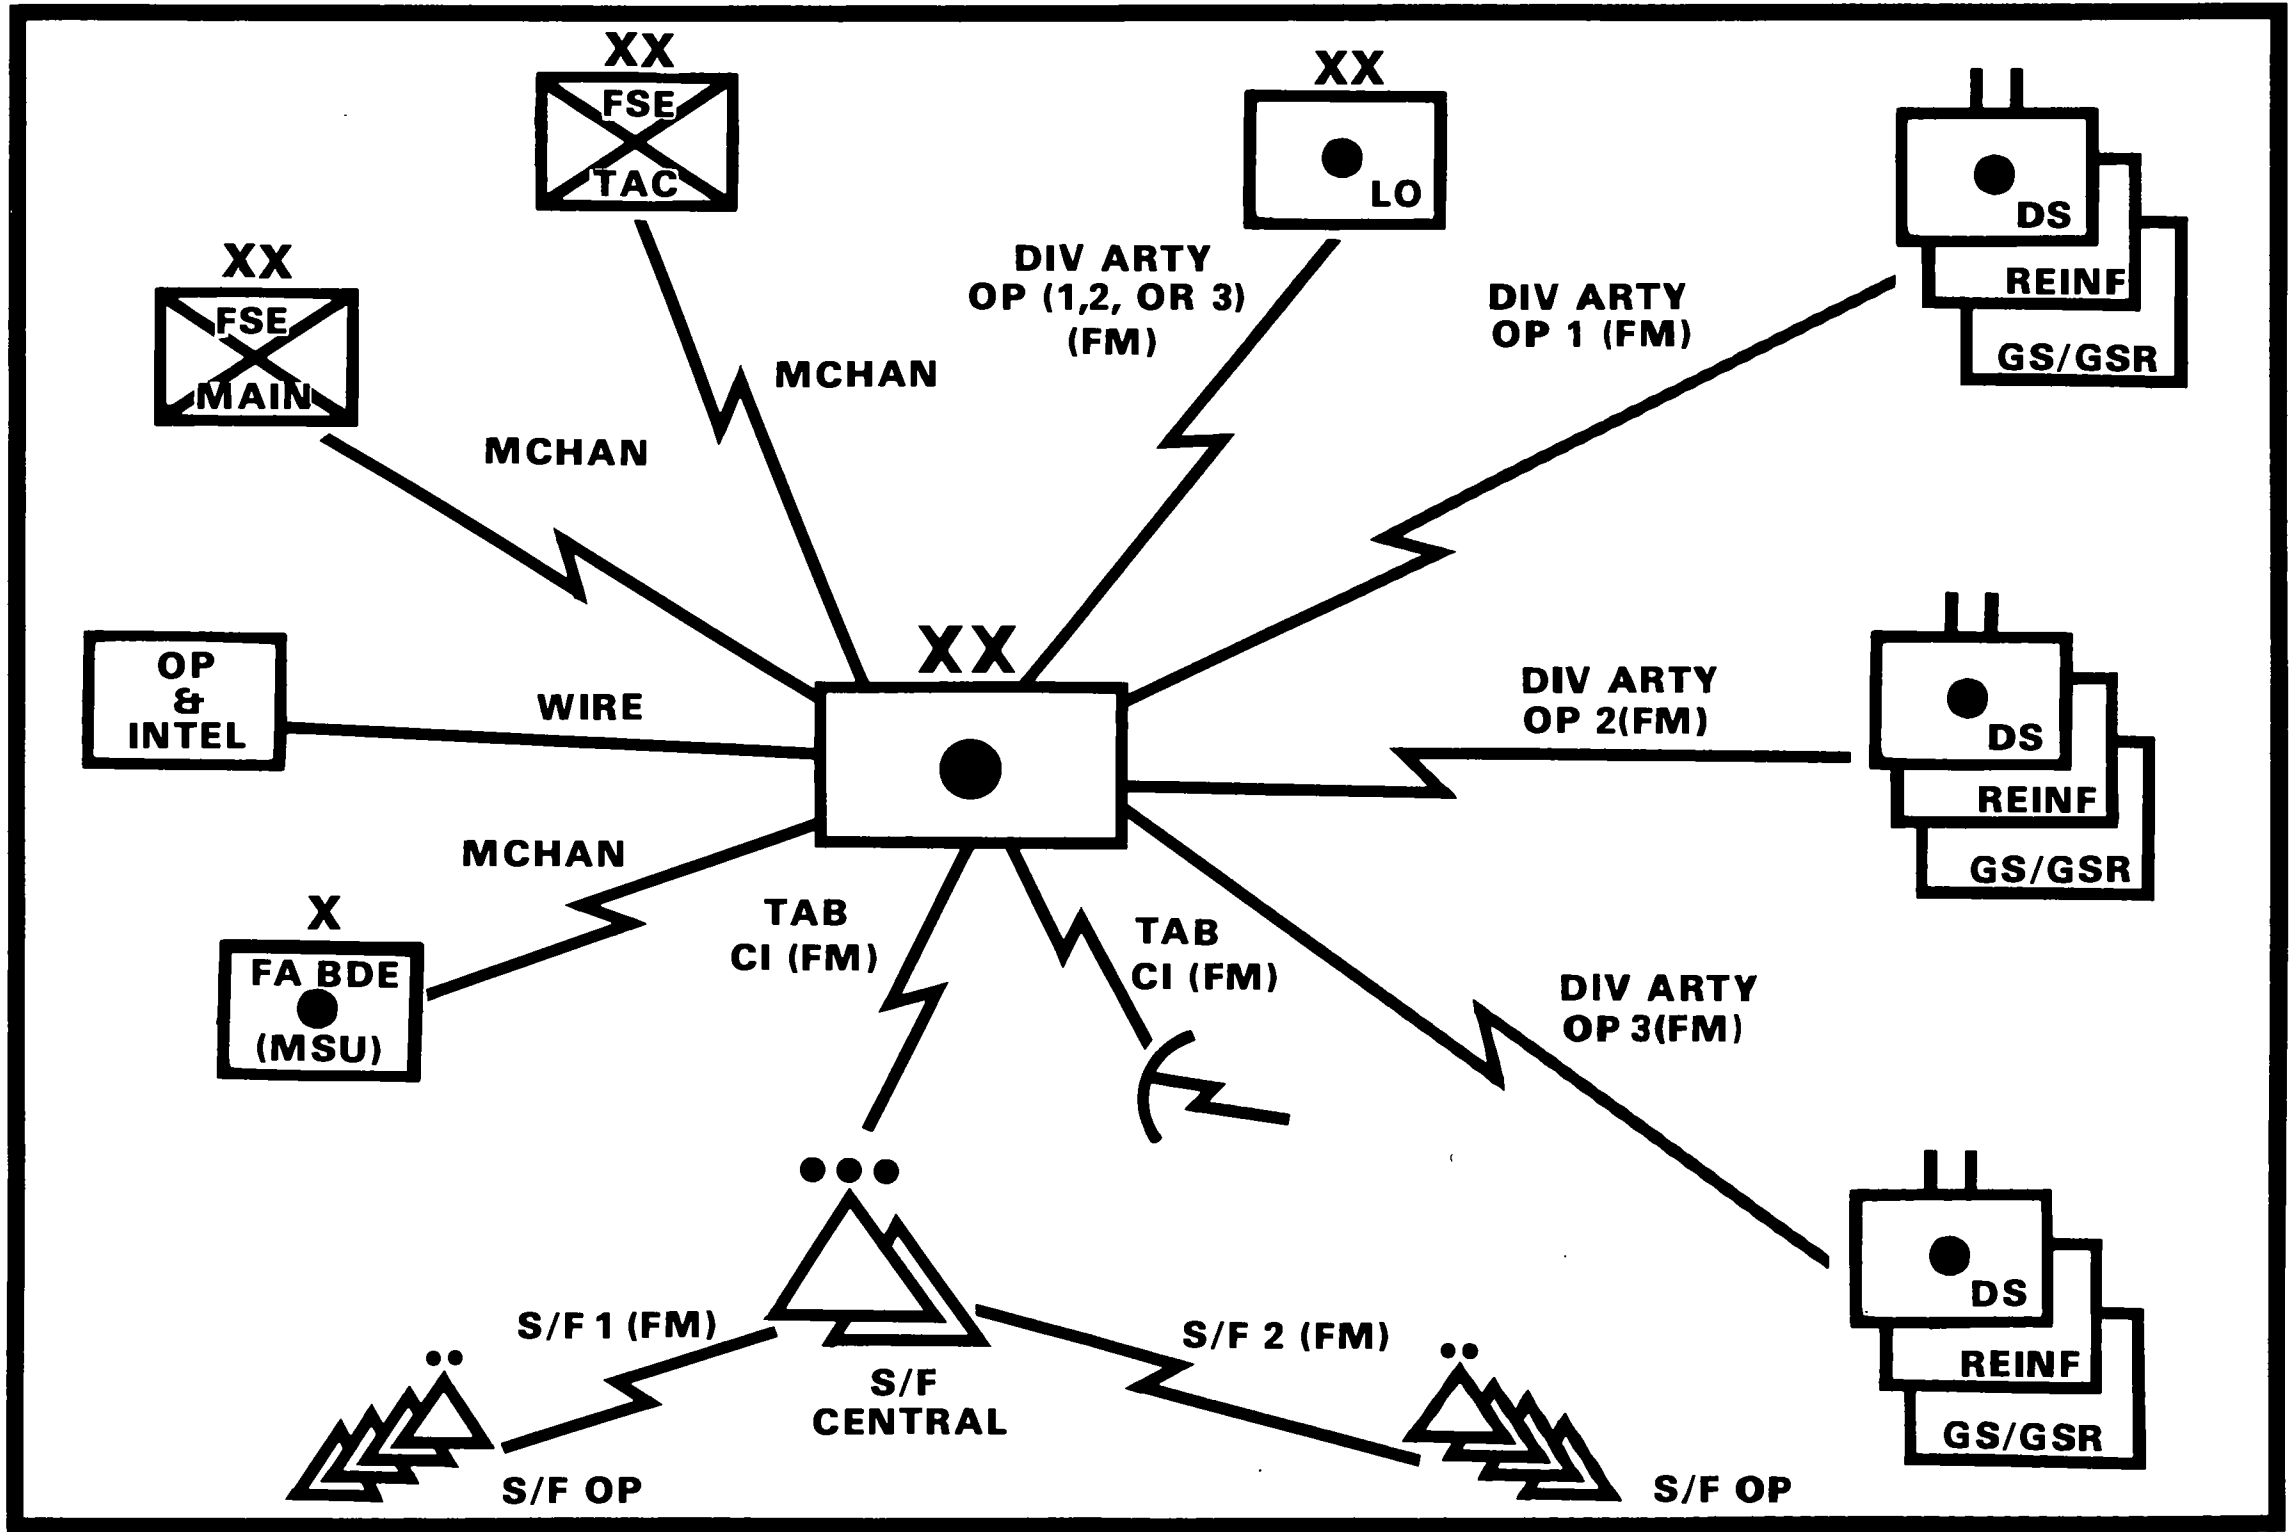 XX
FSE
TAC
XX
LO
DS
REINF
GS/GSR
XX
FSE
MAIN
DIV ARTY
OP (1,2, OR 3)
(FM)
DIV ARTY
OP 1 (FM)
MCHAN
MCHAN
OP
&
INTEL
WIRE
XX
DIV ARTY
OP 2(FM)
DS
REINF
GS/GSR
MCHAN
X
FA BDE
(MSU)
TAB
CI (FM)
TAB
CI (FM)
DIV ARTY
OP 3(FM)
DS
REINF
GS/GSR
S/F 1 (FM)
S/F 2 (FM)
S/F
CENTRAL
S/F OP
S/F OP